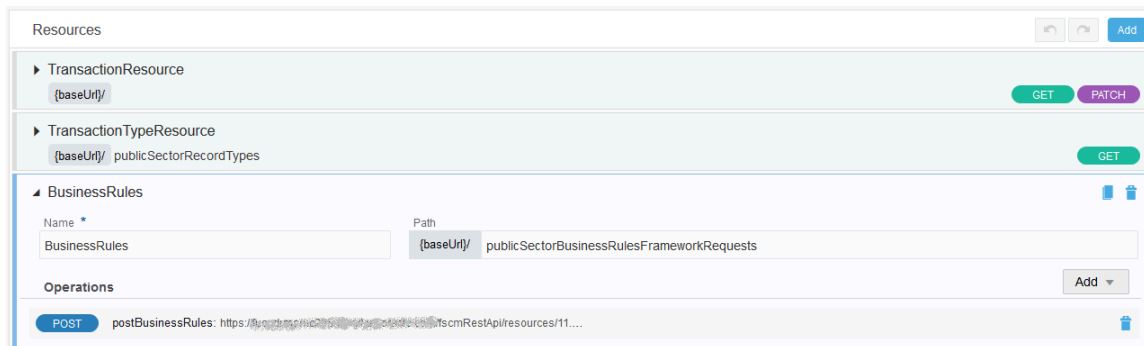 Resources
Add
TransactionResource
{baseUrl}/
GET PATCH
TransactionTypeResource
{baseUrl}/ publicSectorRecordTypes
GET
BusinessRules
Name * Path
BusinessRules {baseUrl}/ publicSectorBusinessRulesFrameworkRequests
Operations Add
POST postBusinessRules: https:// /fscmRestApi/resources/11....